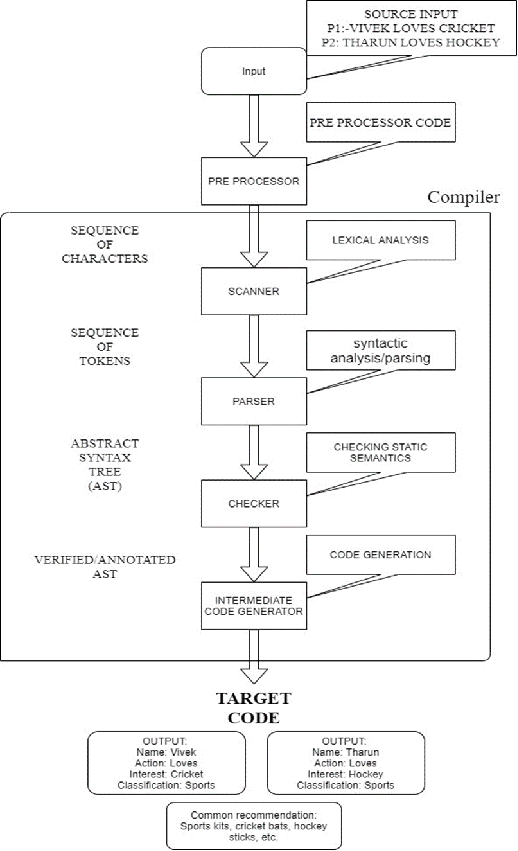 SOURCE INPUT
P1:-VIVEK LOVES CRICKET
P2: THARUN LOVES HOCKEY
Input
PRE PROCESSOR CODE
PRE PROCESSOR
Compiler
SEQUENCE
OF
CHARACTERS
LEXICAL ANALYSIS
SCANNER
SEQUENCE
OF
TOKENS
syntactic
analysis/parsing
PARSER
ABSTRACT
SYNTAX
TREE
(AST)
CHECKING STATIC
SEMANTICS
CHECKER
VERIFIED/ANNOTATED
AST
CODE GENERATION
INTERMEDIATE
CODE GENERATOR
TARGET
CODE
OUTPUT:
Name: Vivek
Action: Loves
Interest: Cricket
Classification: Sports
OUTPUT:
Name: Tharun
Action: Loves
Interest: Hockey
Classification: Sports
Common recommendation:
Sports kits, cricket bats, hockey
sticks, etc.